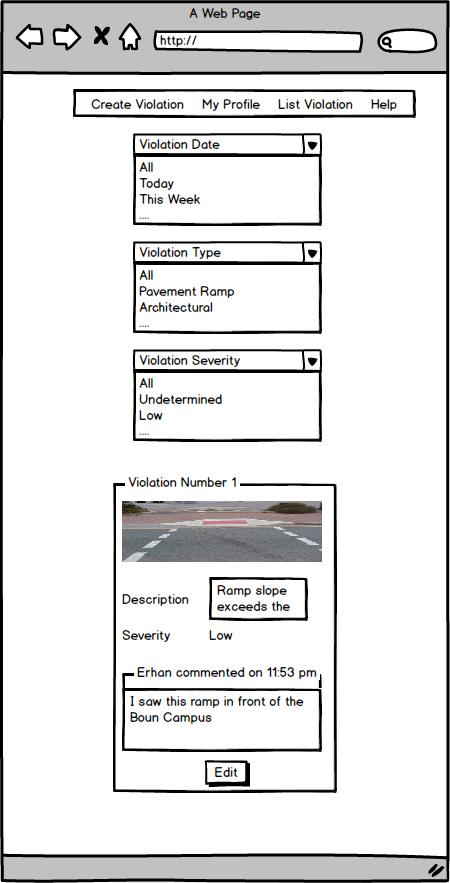 A Web Page
http://
Create Violation My Profile List Violation Help
Violation Date
All
Today
This Week
....
Violation Type
All
Pavement Ramp
Architectural
....
Violation Severity
All
Undetermined
Low
....
Violation Number 1
Description
Ramp slope
exceeds the
Severity Low
Erhan commented on 11:53 pm
I saw this ramp in front of the
Boun Campus
Edit